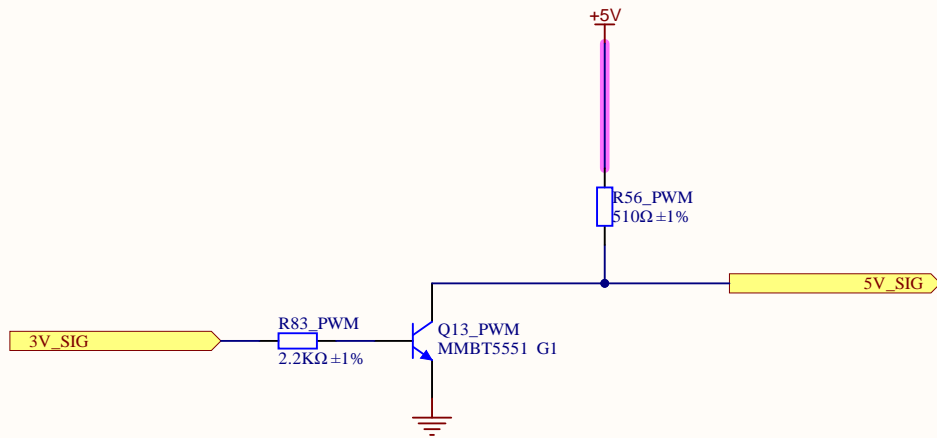 +5V
R56_PWM
510Ω±1%
5V_SIG
R83_PWM
3V_SIG
2.2KΩ±1%
Q13_PWM
MMBT5551 G1